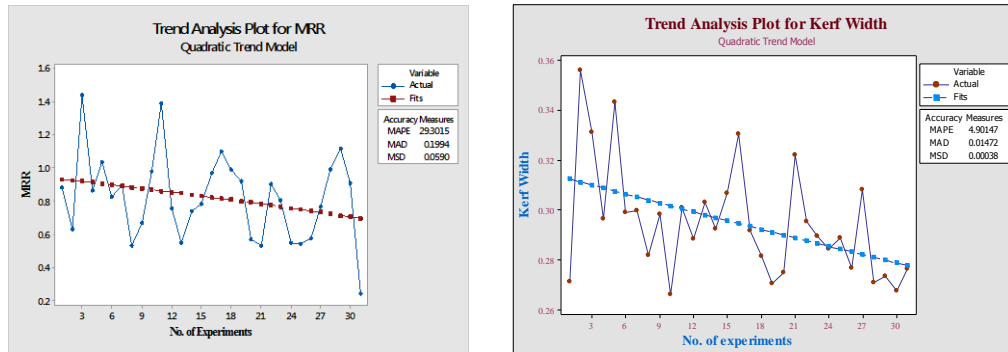 Trend Analysis Plot for MRR
Quadratic Trend Model
1.6
1.4
1.2
1.0
0.8
0.6
0.4
0.2
MRR
3 6 9 12 15 18 21 24 27 30
No. of Experiments
Variable
Actual
Fits
Accuracy Measures
MAPE 29.3015
MAD 0.1994
MSD 0.0590
Trend Analysis Plot for Kerf Width
Quadratic Trend Model
0.36
0.34
0.32
0.30
0.28
0.26
Kerf Width
3 6 9 12 15 18 21 24 27 30
No. of experiments
Variable
Actual
Fits
Accuracy Measures
MAPE 4.90147
MAD 0.01472
MSD 0.00038